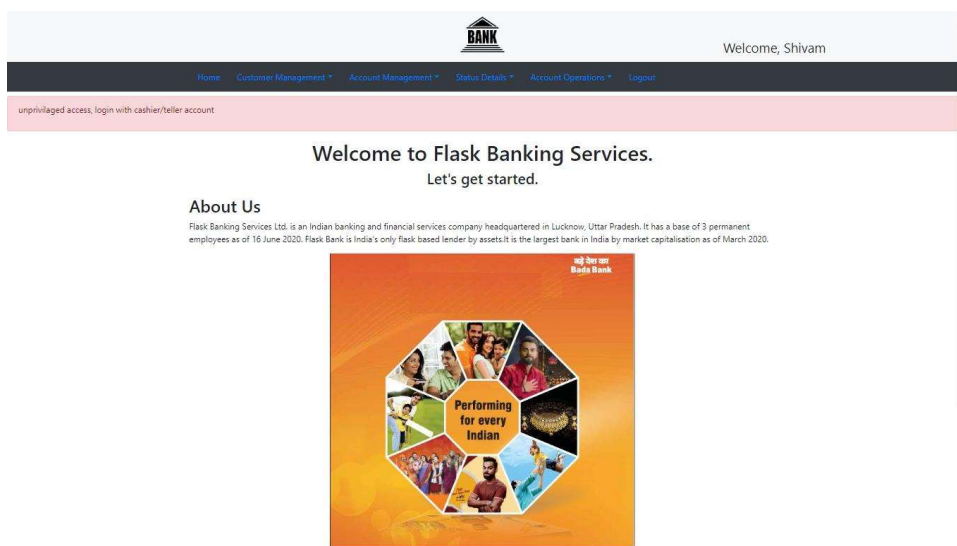 BANK
Welcome, Shivam
Home Customer Management Account Management Status Details Account Operations Logout
unprivilaged access, login with cashier/teller account
Welcome to Flask Banking Services.
Let's get started.
About Us
Flask Banking Services Ltd. is an Indian banking and financial services company headquartered in Lucknow, Uttar Pradesh. It has a base of 3 permanent
employees as of 16 June 2020. Flask Bank is India's only flask based lender by assets.It is the largest bank in India by market capitalisation as of March 2020.
बड़े देश का
Bada Bank
Performing
for every
Indian